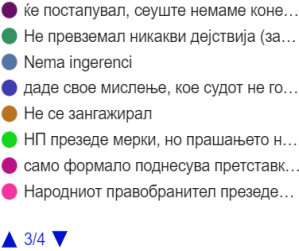 ќе постапувал, сеуште немаме коне...
Не превземал никакви дејствија (за...
Nema ingerenci
даде свое мислење, кое судот не го...
Не се зангажирал
НП презеде мерки, но прашањето н...
само формало поднесува претставк...
Народниот правобранител презеде...
▲ 3/4 ▼